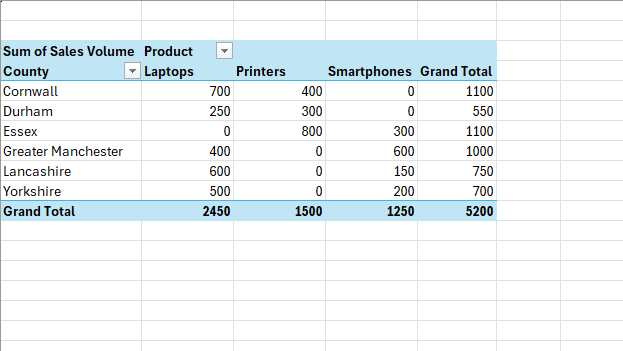 Sum of Sales Volume Product
County Laptops Printers Smartphones Grand Total
Cornwall 700 400 0 1100
Durham 250 300 0 550
Essex 0 800 300 1100
Greater Manchester 400 0 600 1000
Lancashire 600 0 150 750
Yorkshire 500 0 200 700
Grand Total 2450 1500 1250 5200